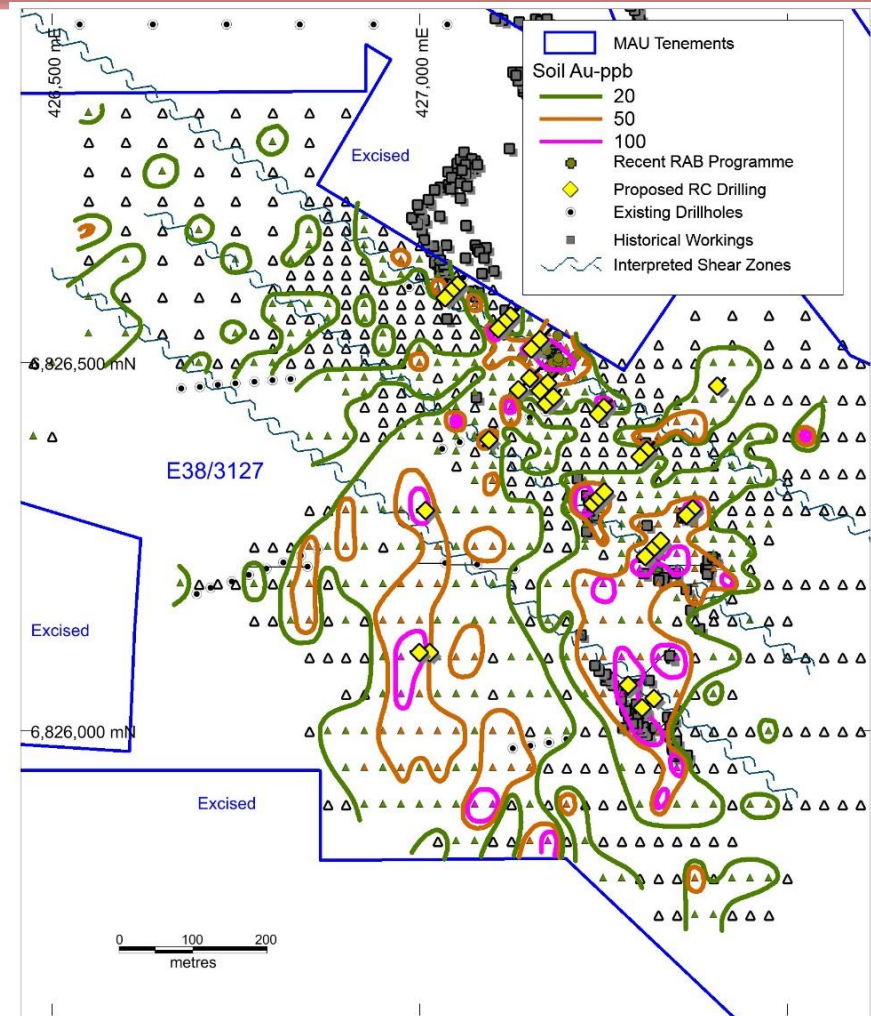 426,500 mE
427,000 mE
MAU Tenements
Soil Au-ppb
20
50
100
Recent RAB Programme
Proposed RC Drilling
Existing Drillholes
Historical Workings
Interpreted Shear Zones
Excised
6,826,500 mN
E38/3127
Excised
6,826,000 mN
Excised
0 100 200
metres